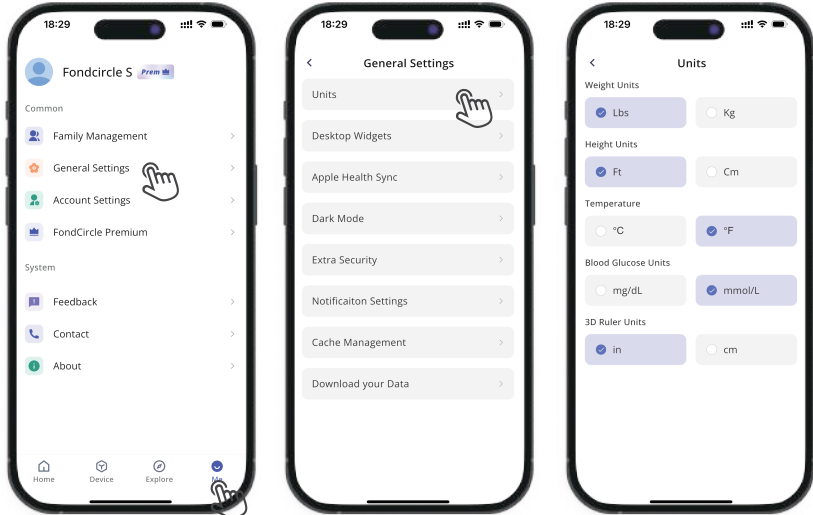 18:29
Fondcircle S Prem
Common
Family Management
General Settings
Account Settings
FondCircle Premium
System
Feedback
Contact
About
Home Device Explore Me
18:29
General Settings
Units
Desktop Widgets
Apple Health Sync
Dark Mode
Extra Security
Notificaiton Settings
Cache Management
Download your Data
18:29
Units
Weight Units
Lbs Kg
Height Units
Ft Cm
Temperature
°C °F
Blood Glucose Units
mg/dL mmol/L
3D Ruler Units
in cm